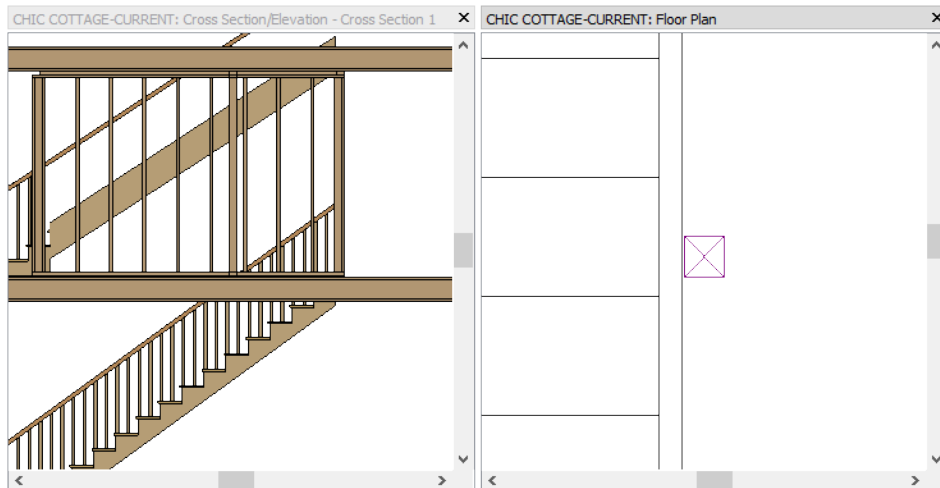 CHIC COTTAGE-CURRENT: Cross Section/Elevation - Cross Section 1
CHIC COTTAGE-CURRENT: Floor Plan